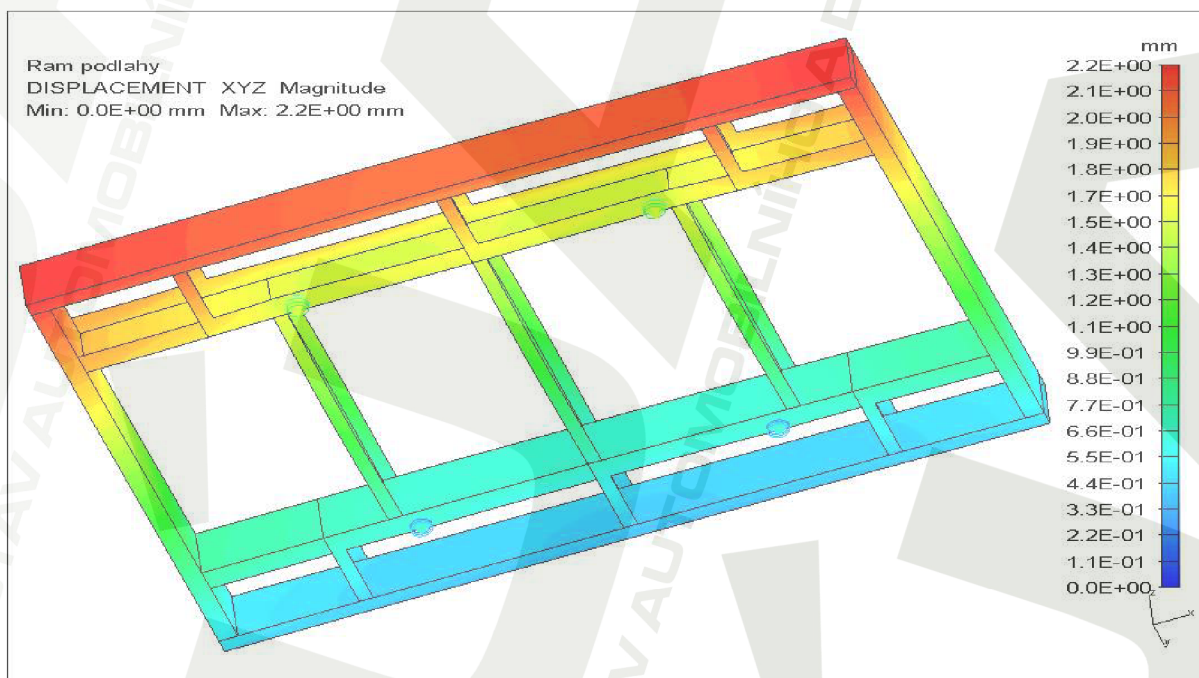 Ram podlahy
DISPLACEMENT XYZ Magnitude
Min: 0.0E+00 mm Max: 2.2E+00 mm
mm
2.2E+00
2.1E+00
2.0E+00
1.9E+00
1.8E+00
1.7E+00
1.5E+00
1.4E+00
1.3E+00
1.2E+00
1.1E+00
9.9E-01
8.8E-01
7.7E-01
6.6E-01
5.5E-01
4.4E-01
3.3E-01
2.2E-01
1.1E-01
0.0E+00
z
x
y
AV AUTOMOBILNÍ
TAV AUTOMOBILNÍHO A D